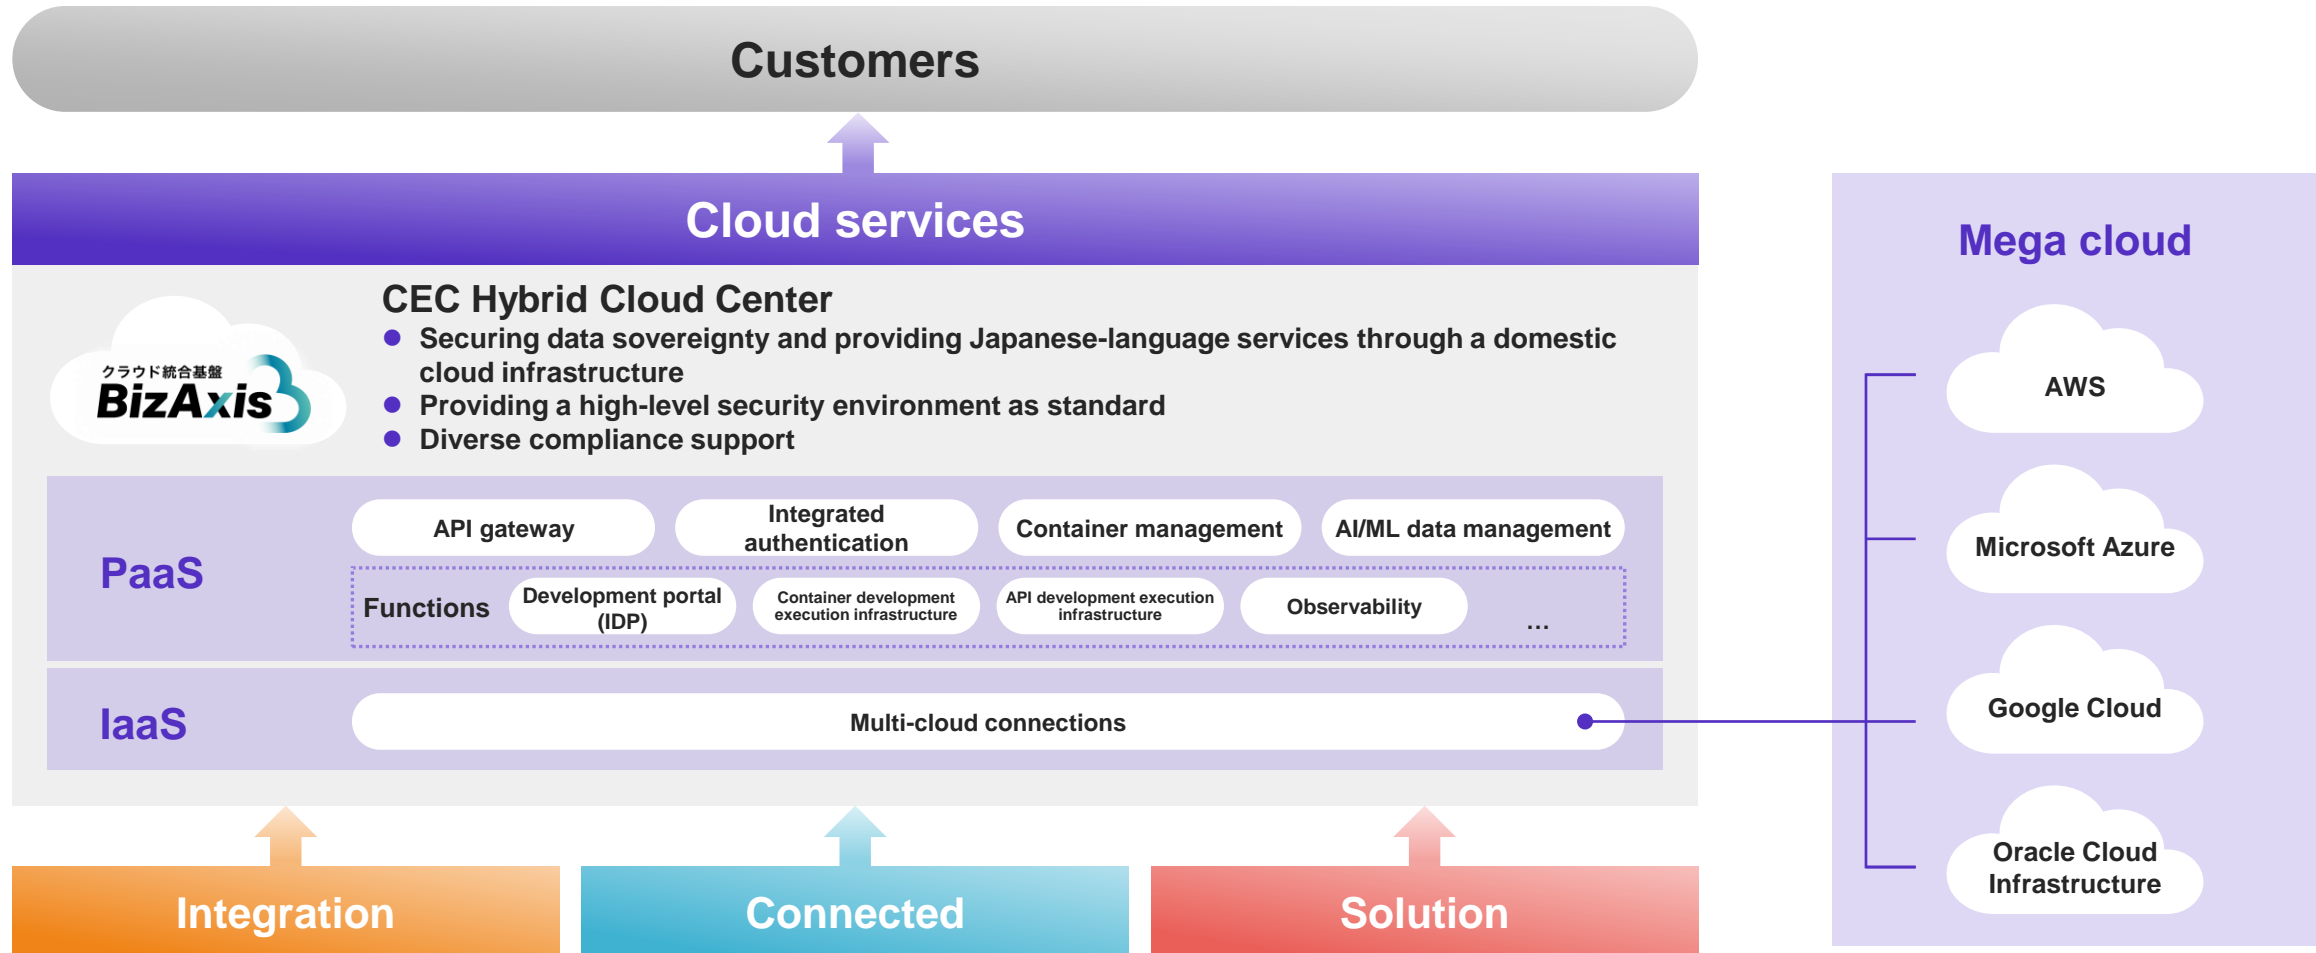 Customers
Cloud services
クラウド統合基盤
BizAxis
CEC Hybrid Cloud Center
● Securing data sovereignty and providing Japanese-language services through a domestic
cloud infrastructure
● Providing a high-level security environment as standard
● Diverse compliance support
PaaS
API gateway
Integrated
authentication
Container management
AI/ML data management
Functions
Development portal
(IDP)
Container development
execution infrastructure
API development execution
infrastructure
Observability
...
IaaS
Multi-cloud connections
Integration
Connected
Solution
Mega cloud
AWS
Microsoft Azure
Google Cloud
Oracle Cloud
Infrastructure